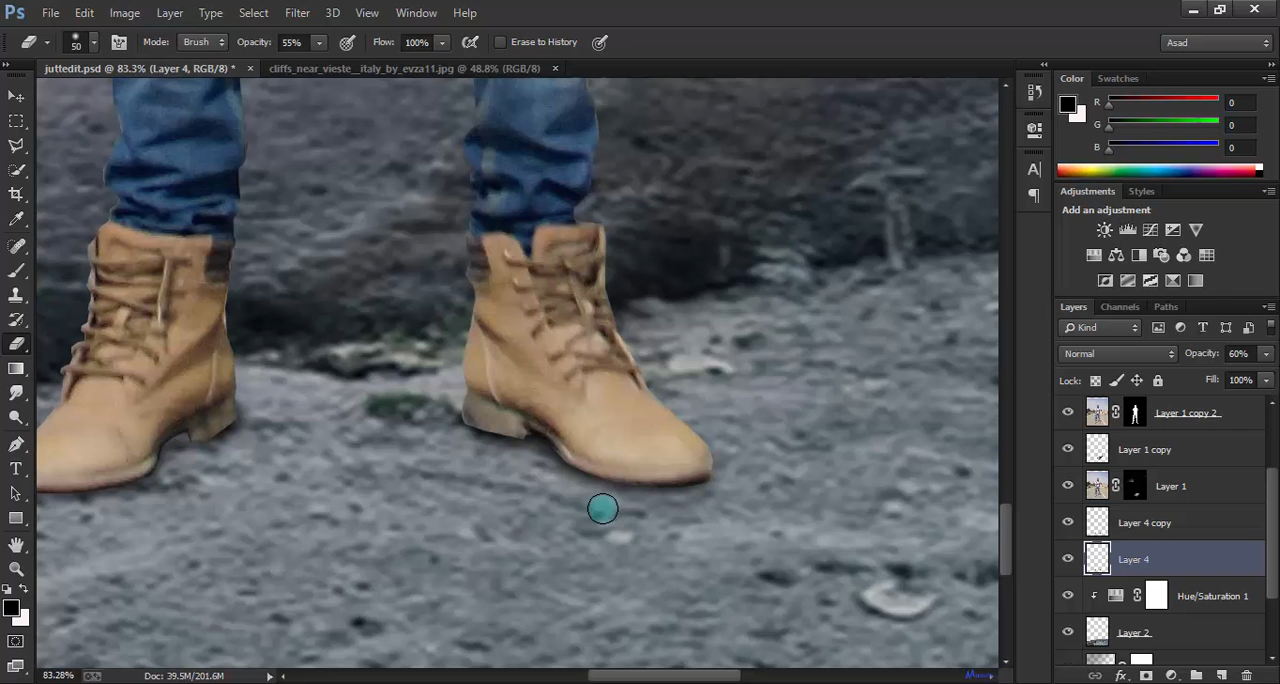 Ps File Edit Image Layer Type Select Filter 3D View Window Help
50 Mode: Brush Opacity: 55% Flow: 100% Erase to History Asad
juttedit.psd @ 83.3% (Layer 4, RGB/8) * × cliffs_near_vieste__italy_by_evza11.jpg @ 48.8% (RGB/8) ×
Color Swatches
R 0
G 0
B 0
Adjustments Styles
Add an adjustment
Layers Channels Paths
Kind
Normal Opacity: 60%
Lock: Fill: 100%
Layer 1 copy 2
Layer 1 copy
Layer 1
Layer 4 copy
Layer 4
Hue/Saturation 1
Layer 2
83.28% Doc: 39.5M/201.6M